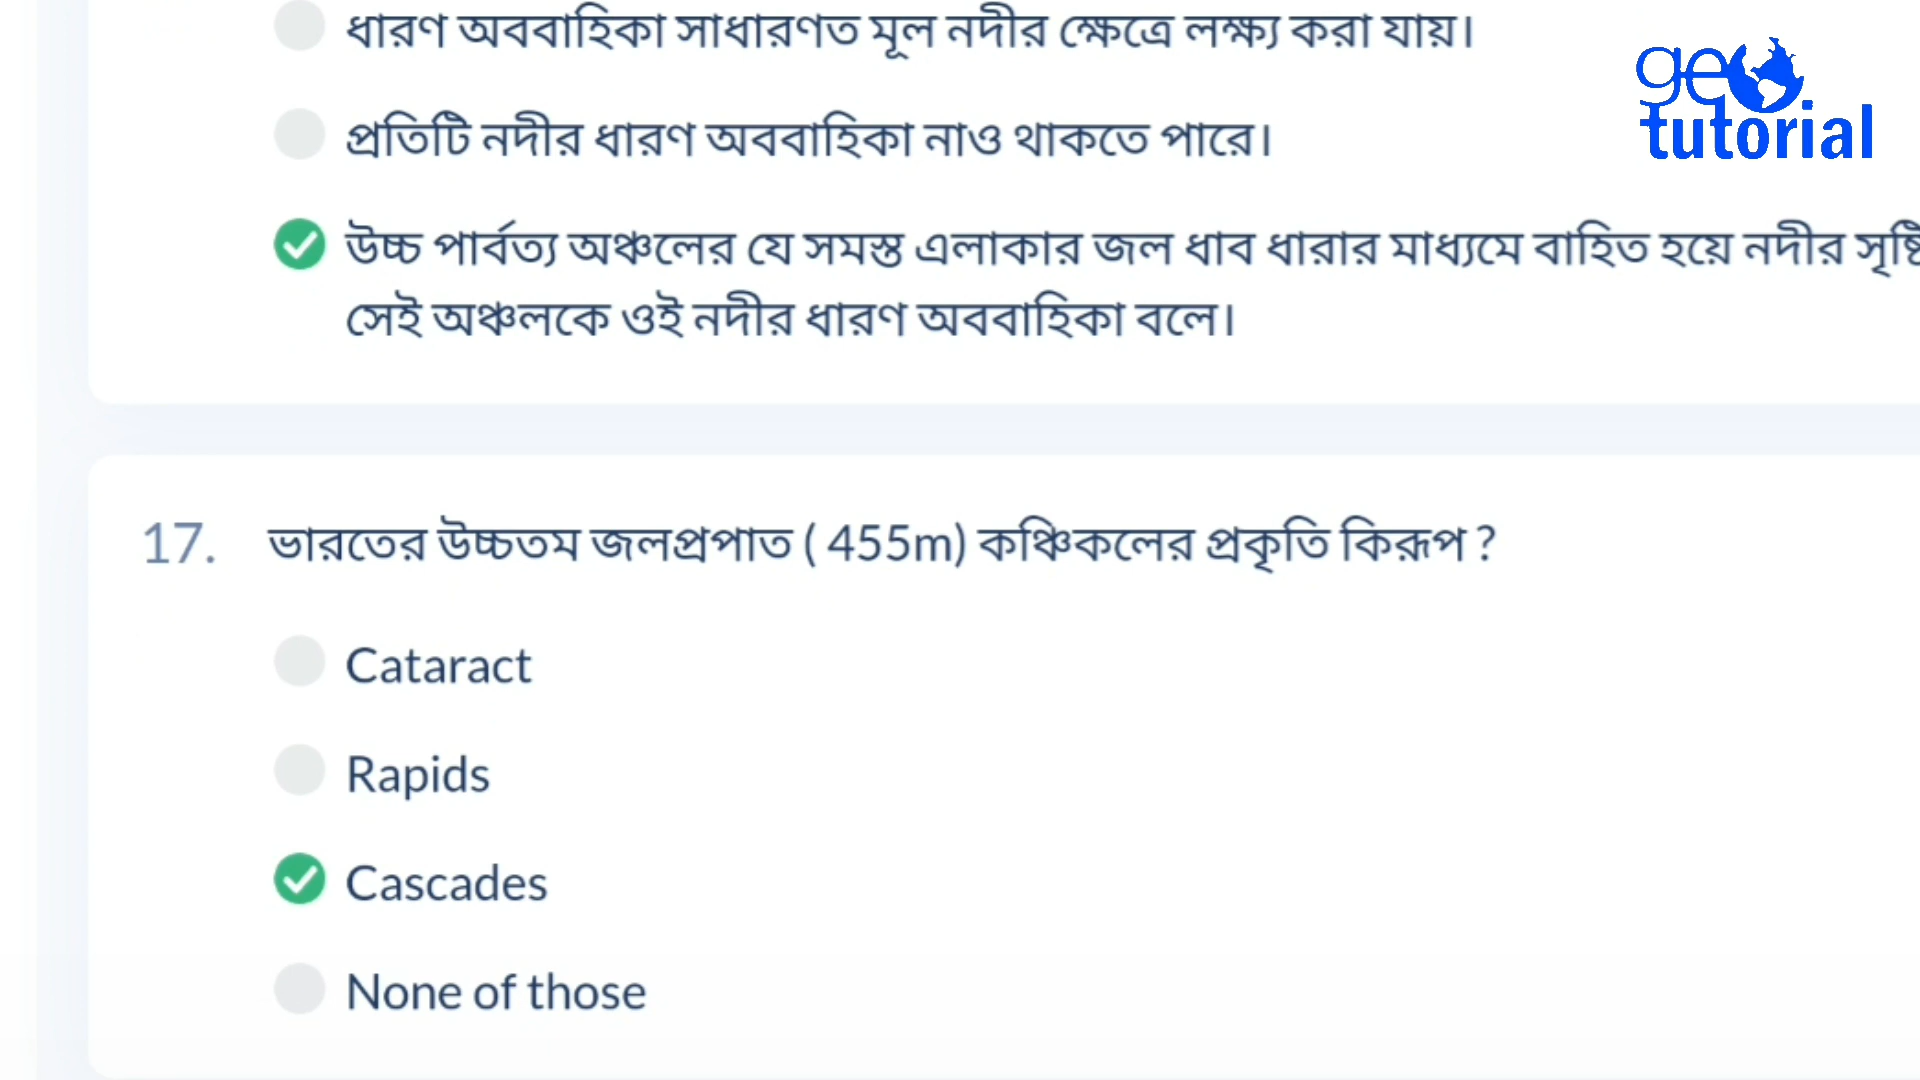 ধারণ অববাহিকা সাধারণত মূল নদীর ক্ষেত্রে লক্ষ্য করা যায়।
geo
tutorial
প্রতিটি নদীর ধারণ অববাহিকা নাও থাকতে পারে।
উচ্চ পার্বত্য অঞ্চলের যে সমস্ত এলাকার জল ধাব ধারার মাধ্যমে বাহিত হয়ে নদীর সৃষ্টি
সেই অঞ্চলকে ওই নদীর ধারণ অববাহিকা বলে।
17. ভারতের উচ্চতম জলপ্রপাত ( 455m) কঞ্চিকলের প্রকৃতি কিরূপ ?
Cataract
Rapids
Cascades
None of those